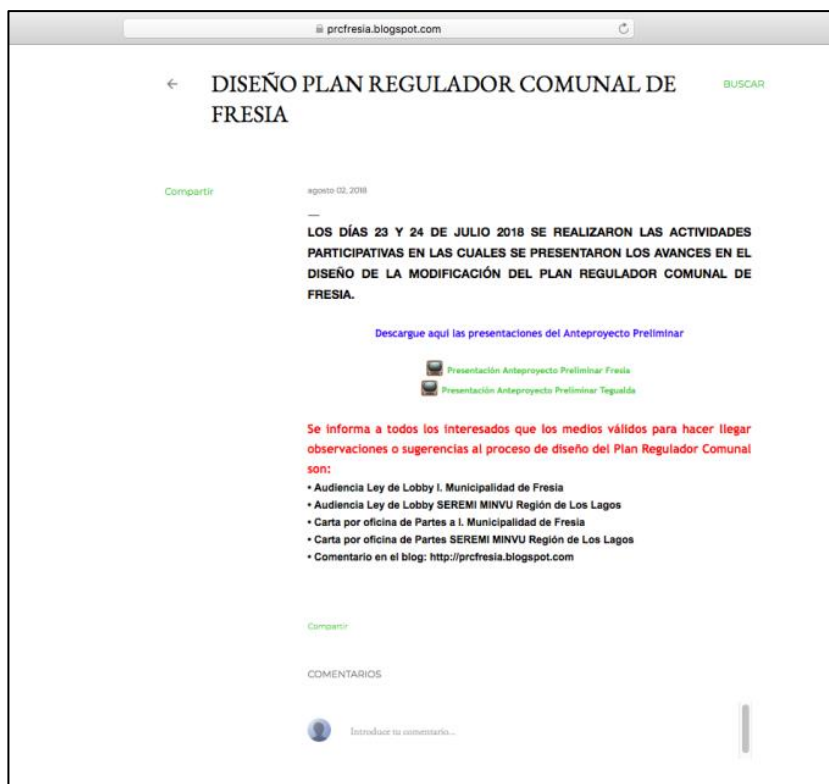 prcfresia.blogspot.com
←
DISEÑO PLAN REGULADOR COMUNAL DE
FRESIA
BUSCAR
Compartir
agosto 02, 2018
—
LOS DÍAS 23 Y 24 DE JULIO 2018 SE REALIZARON LAS ACTIVIDADES
PARTICIPATIVAS EN LAS CUALES SE PRESENTARON LOS AVANCES EN EL
DISEÑO DE LA MODIFICACIÓN DEL PLAN REGULADOR COMUNAL DE
FRESIA.
Descargue aqui las presentaciones del Anteproyecto Preliminar
Presentación Anteproyecto Preliminar Fresia
Presentación Anteproyecto Preliminar Tegualda
Se informa a todos los interesados que los medios válidos para hacer llegar
observaciones o sugerencias al proceso de diseño del Plan Regulador Comunal
son:
• Audiencia Ley de Lobby I. Municipalidad de Fresia
• Audiencia Ley de Lobby SEREMI MINVU Región de Los Lagos
• Carta por oficina de Partes a I. Municipalidad de Fresia
• Carta por oficina de Partes SEREMI MINVU Región de Los Lagos
• Comentario en el blog: http://prcfresia.blogspot.com
Compartir
COMENTARIOS
Introduce tu comentario...